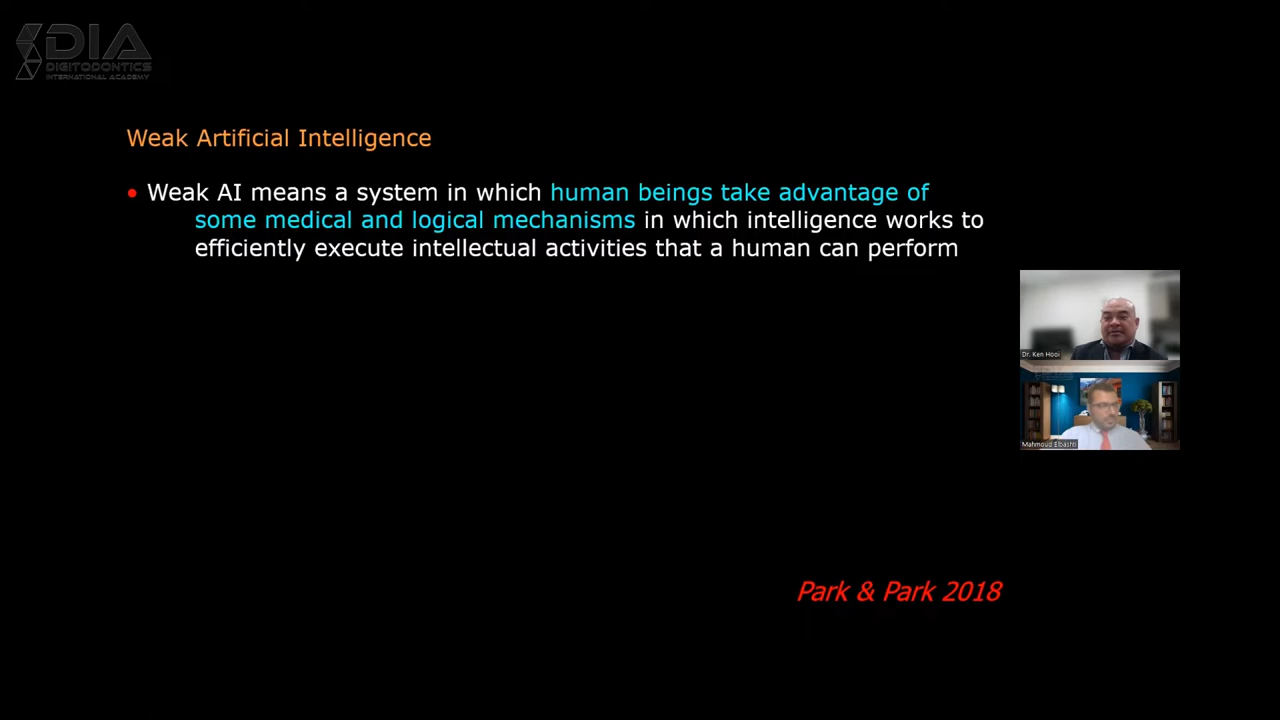 DIA
DIGITODONTICS
INTERNATIONAL ACADEMY
Weak Artificial Intelligence
• Weak AI means a system in which human beings take advantage of
some medical and logical mechanisms in which intelligence works to
efficiently execute intellectual activities that a human can perform
Dr. Ken Hooi
Mahmoud Elbashti
Park & Park 2018